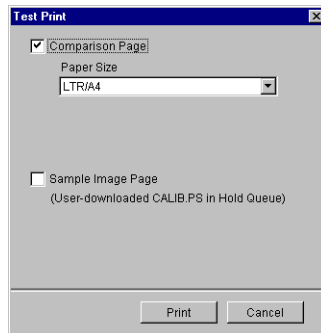 Test Print
Comparison Page
Paper Size
LTR/A4
Sample Image Page
(User-downloaded CALIB.PS in Hold Queue)
Print Cancel